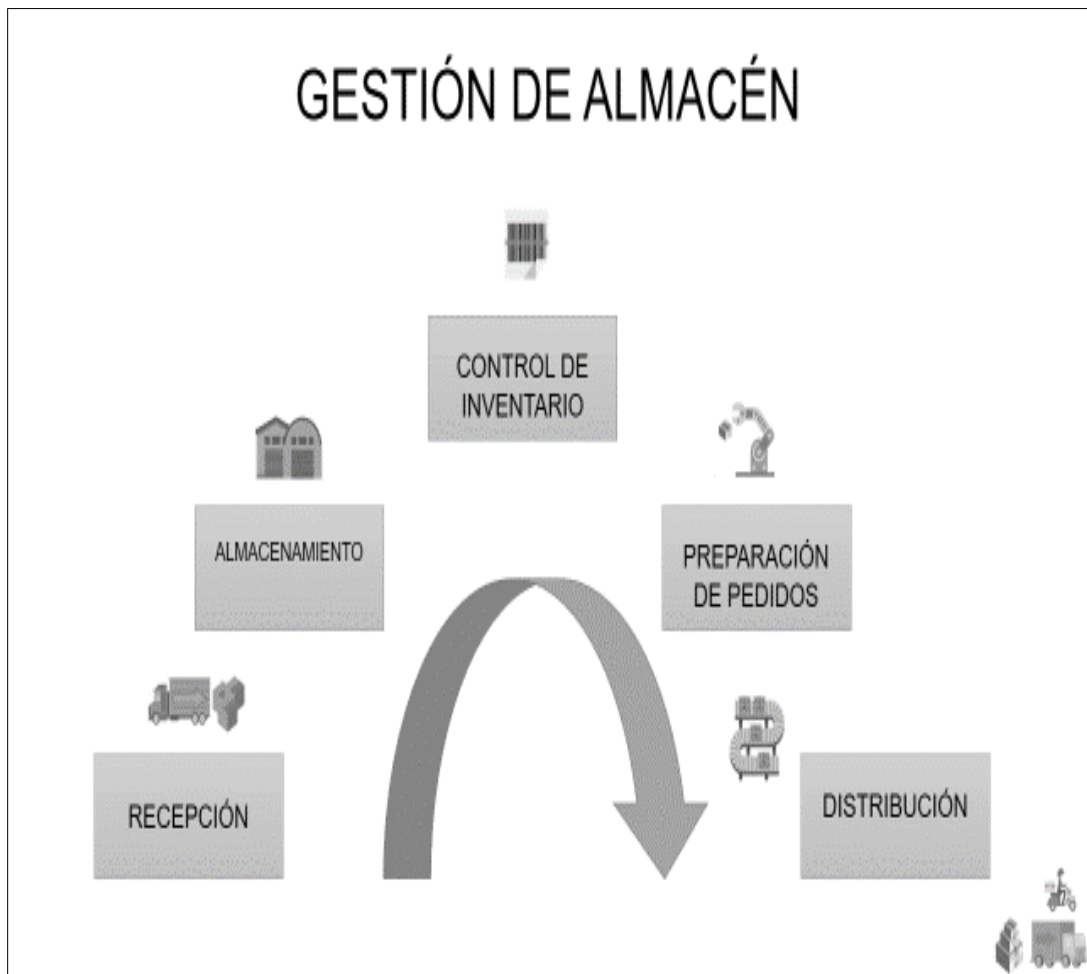 GESTIÓN DE ALMACÉN
CONTROL DE
INVENTARIO
ALMACENAMIENTO
PREPARACIÓN
DE PEDIDOS
RECEPCIÓN
DISTRIBUCIÓN